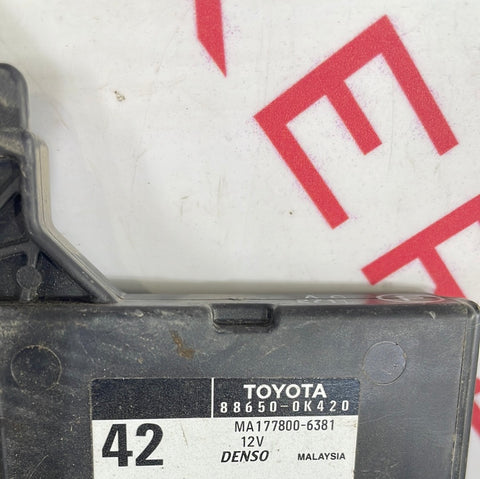 TOYOTA
88650-0K420
42
MA177800-6381
12V
DENSO MALAYSIA